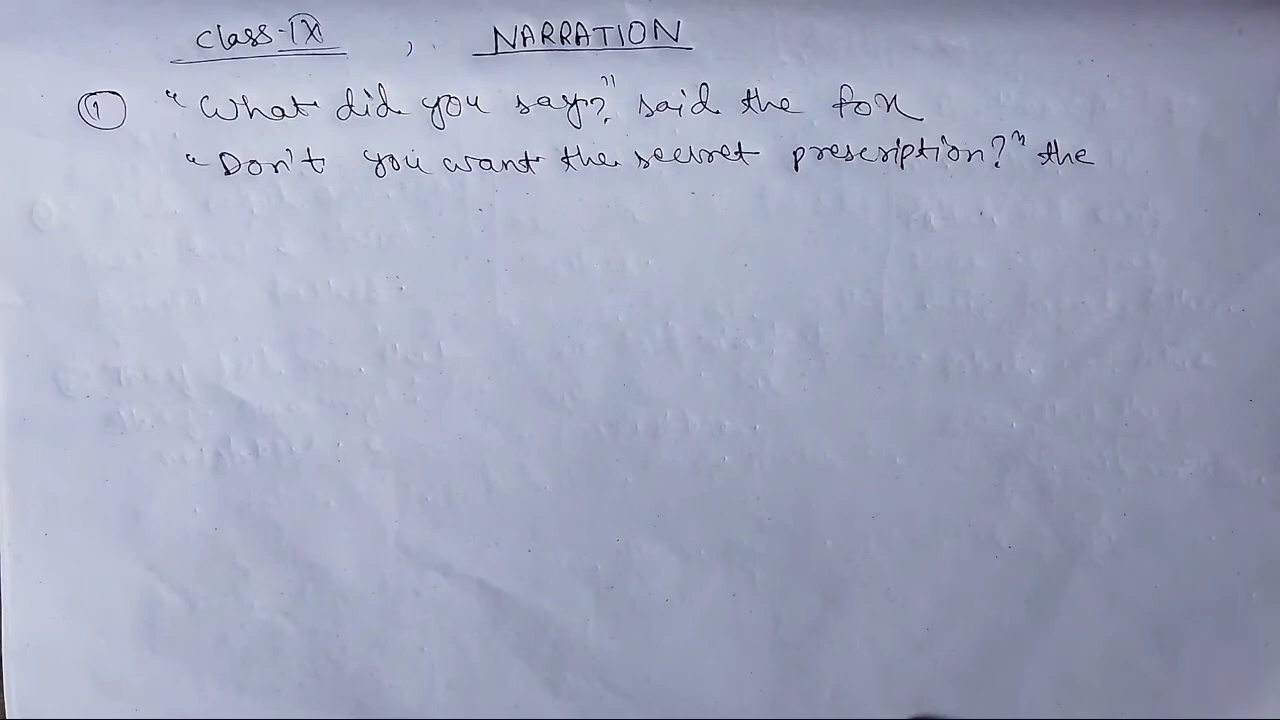 Class-IX , NARRATION
① "What did you say?" said the fox
"Don't you want the secret prescription?" the